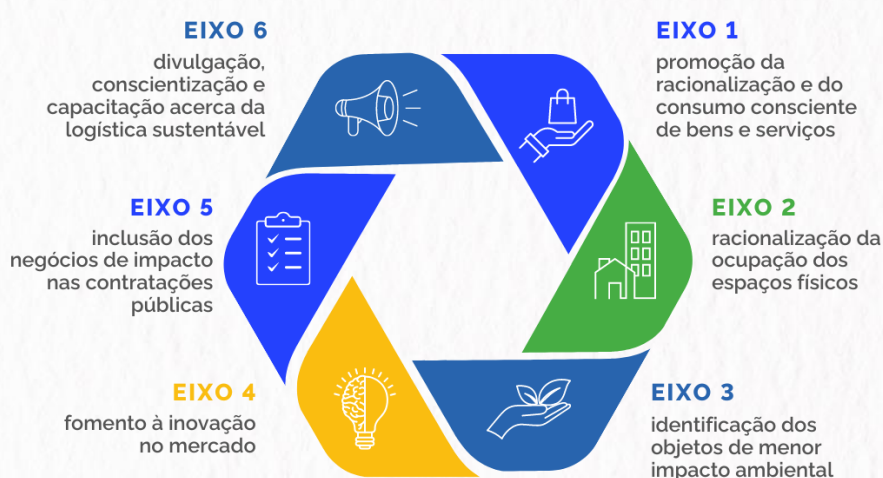 EIXO 1
promoção da
racionalização e do
consumo consciente
de bens e serviços
EIXO 2
racionalização da
ocupação dos
espaços físicos
EIXO 3
identificação dos
objetos de menor
impacto ambiental
EIXO 4
fomento à inovação
no mercado
EIXO 5
inclusão dos
negócios de impacto
nas contratações
públicas
EIXO 6
divulgação,
conscientização e
capacitação acerca da
logística sustentável